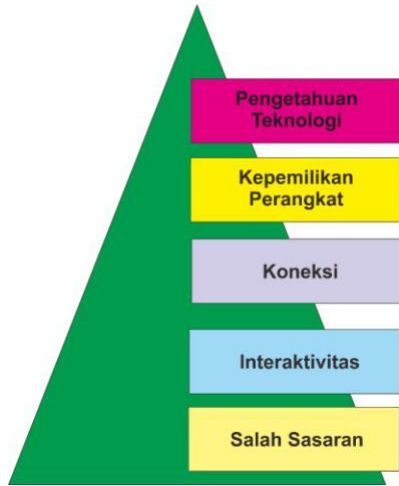 Pengetahuan
Teknologi
Kepemilikan
Perangkat
Koneksi
Interaktivitas
Salah Sasaran